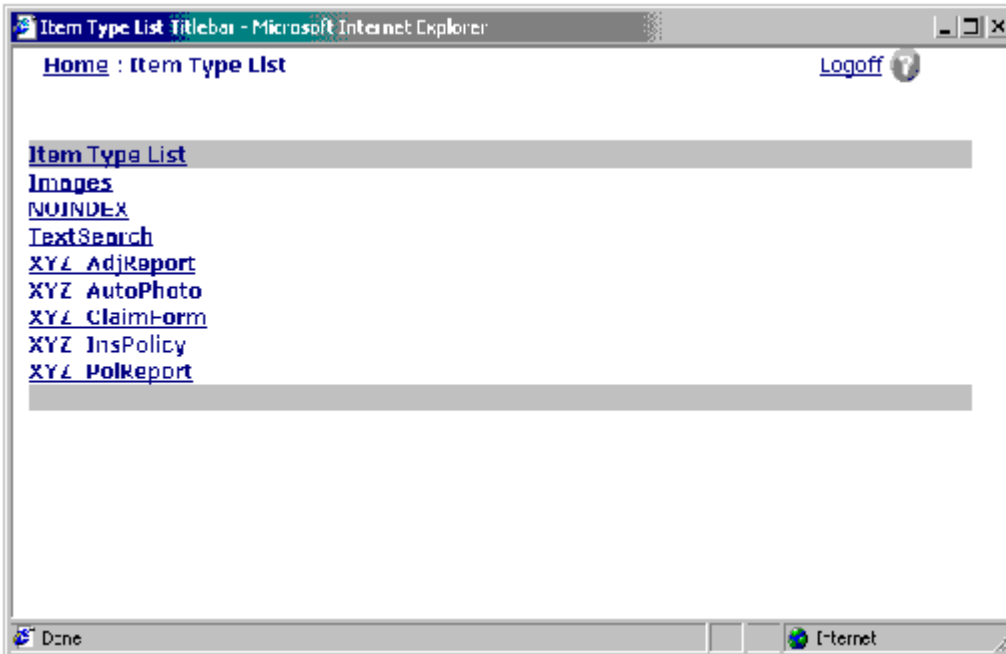 Item Type List Titlebar - Microsoft Internet Explorer
Home : Item Type List
Logoff ?
Item Type List
Images
NOINDEX
TextSearch
XYZ_AdjReport
XYZ_AutoPhoto
XYZ_ClaimForm
XYZ_InsPolicy
XYZ_PolReport
Done
Internet